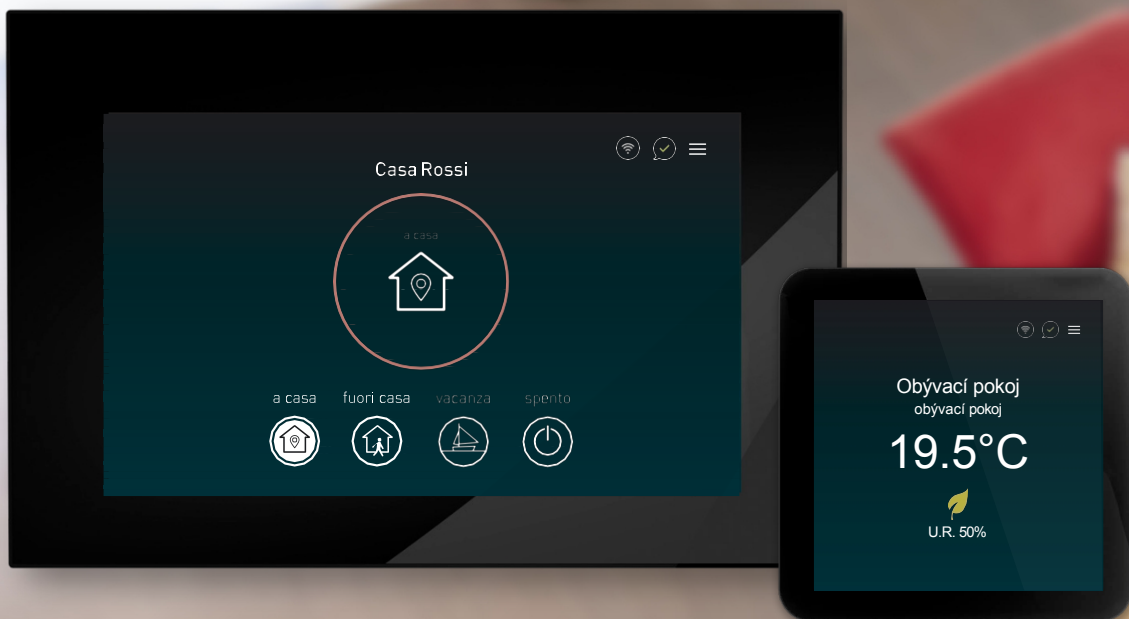 Casa Rossi
a casa
a casa fuori casa vacanza spento
Obývací pokoj
obývací pokoj
19.5°C
U.R. 50%